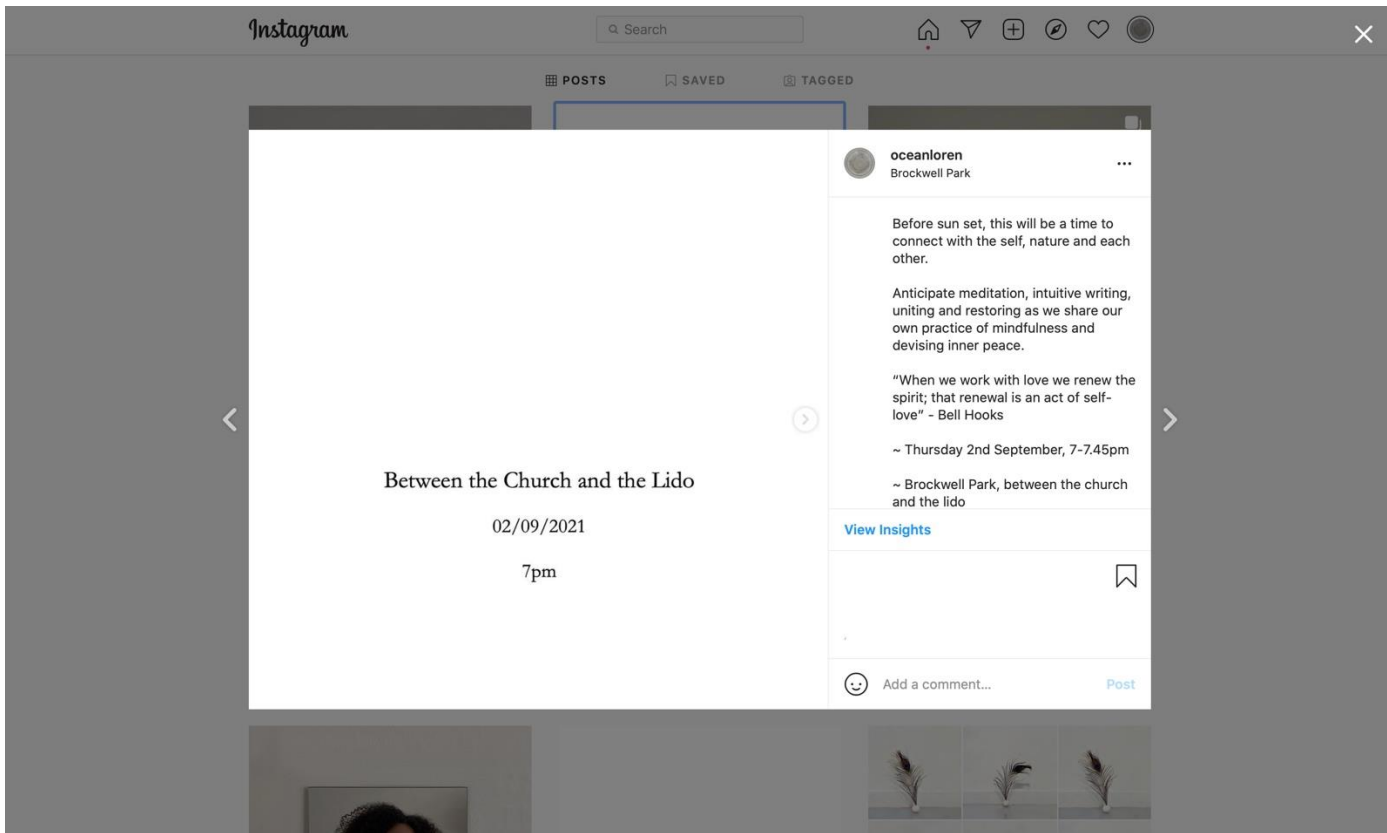 Instagram
Search
POSTS
SAVED
TAGGED
oceanloren
Brockwell Park
Before sun set, this will be a time to
connect with the self, nature and each
other.
Anticipate meditation, intuitive writing,
uniting and restoring as we share our
own practice of mindfulness and
devising inner peace.
“When we work with love we renew the
spirit; that renewal is an act of self-
love” - Bell Hooks
~ Thursday 2nd September, 7-7.45pm
~ Brockwell Park, between the church
and the lido
Between the Church and the Lido
02/09/2021
7pm
View Insights
Add a comment...
Post